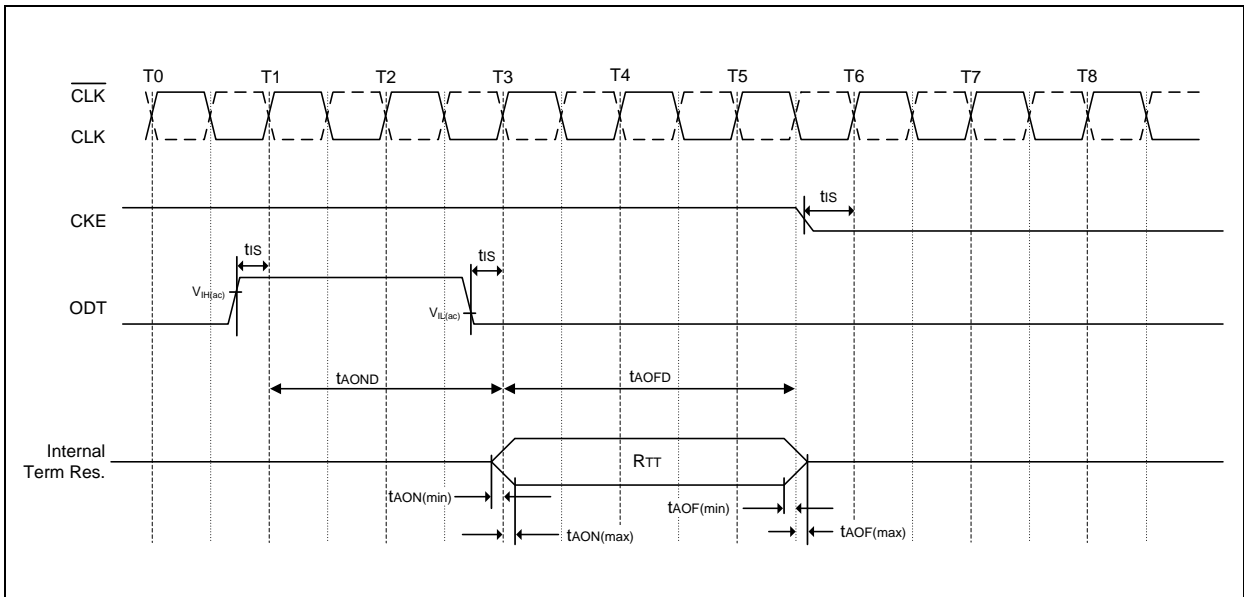 T0 T1 T2 T3 T4 T5 T6 T7 T8
CLK
CLK
CKE
tIS
tIS
tIS
VIH(ac)
ODT
VIL(ac)
tAOND
tAOFD
Internal
Term Res.
RTT
tAON(min)
tAOF(min)
tAON(max)
tAOF(max)